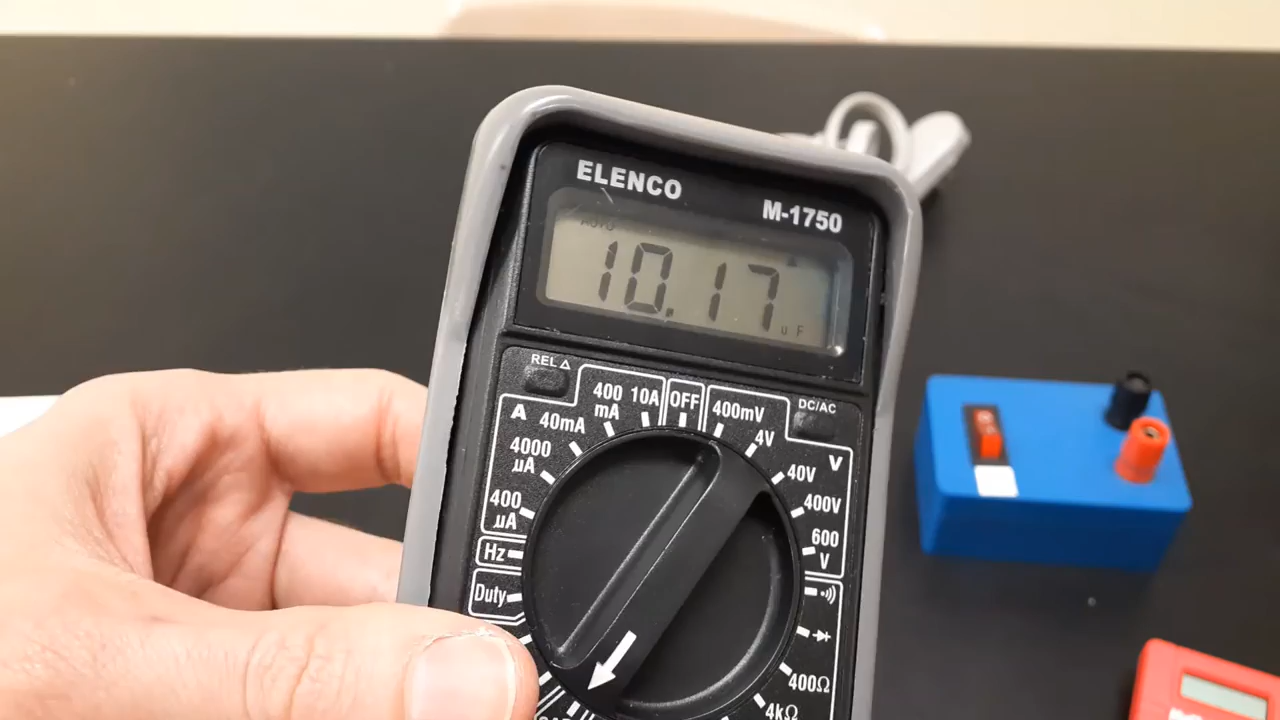 ELENCO
M-1750
AUTO
10.17
uF
REL △
DC/AC
A
400 mA
10A
OFF
400mV
4V
V
40mA
40V
4000 µA
400V
400 µA
600 V
Hz
Duty
400Ω
4kΩ